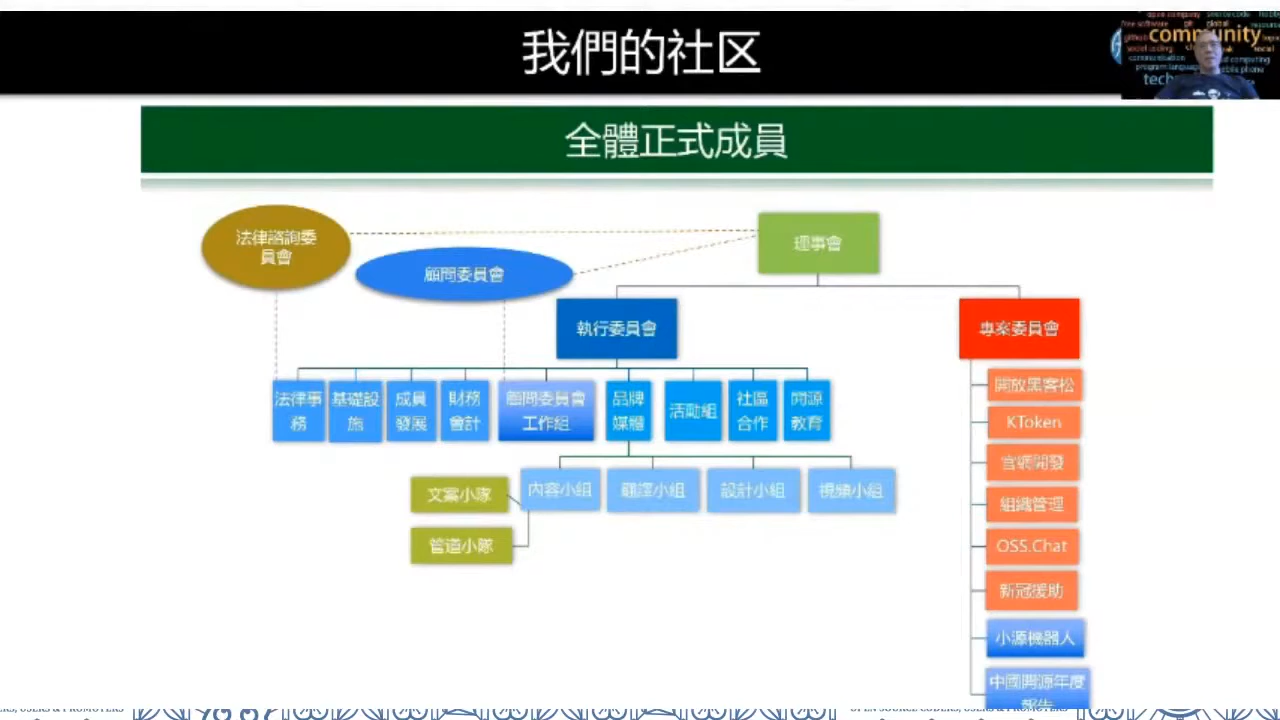 我們的社区
community
全體正式成員
法律諮詢委
員會
顧問委員會
理事會
執行委員會
專案委員會
法律事
務
基礎設
施
成員
發展
財務
會計
顧問委員會
工作組
品牌
媒體
活動組
社區
合作
開源
教育
內容小組
翻譯小組
設計小組
視頻小組
文案小隊
管道小隊
開放黑客松
KToken
官網開發
組織管理
OSS.Chat
新冠援助
小源機器人
中國開源年度
報告